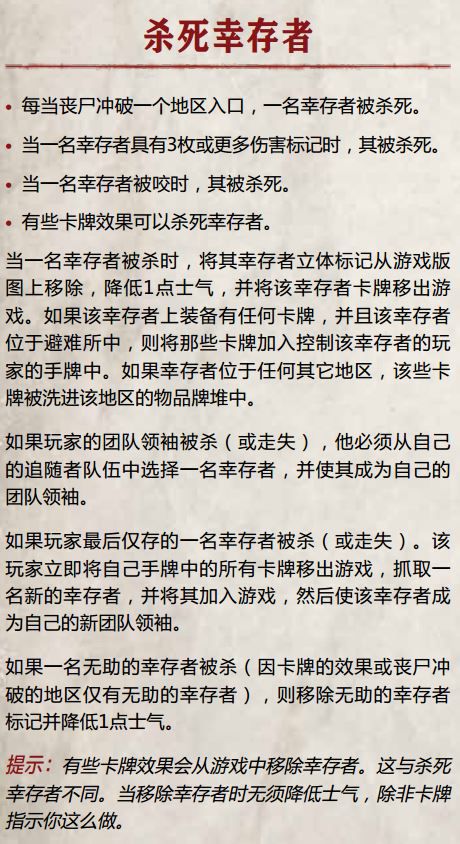 杀死幸存者
• 每当丧尸冲破一个地区入口，一名幸存者被杀死。
• 当一名幸存者具有3枚或更多伤害标记时，其被杀死。
• 当一名幸存者被咬时，其被杀死。
• 有些卡牌效果可以杀死幸存者。
当一名幸存者被杀时，将其幸存者立体标记从游戏版
图上移除，降低1点士气，并将该幸存者卡牌移出游
戏。如果该幸存者上装备有任何卡牌，并且该幸存者
位于避难所中，则将那些卡牌加入控制该幸存者的玩
家的手牌中。如果幸存者位于任何其它地区，该些卡
牌被洗进该地区的物品牌堆中。
如果玩家的团队领袖被杀（或走失），他必须从自己
的追随者队伍中选择一名幸存者，并使其成为自己的
团队领袖。
如果玩家最后仅存的一名幸存者被杀（或走失）。该
玩家立即将自己手牌中的所有卡牌移出游戏，抓取一
名新的幸存者，并将其加入游戏，然后使该幸存者成
为自己的新团队领袖。
如果一名无助的幸存者被杀（因卡牌的效果或丧尸冲
破的地区仅有无助的幸存者），则移除无助的幸存者
标记并降低1点士气。
提示：有些卡牌效果会从游戏中移除幸存者。这与杀死
幸存者不同。当移除幸存者时无须降低士气，除非卡牌
指示你这么做。